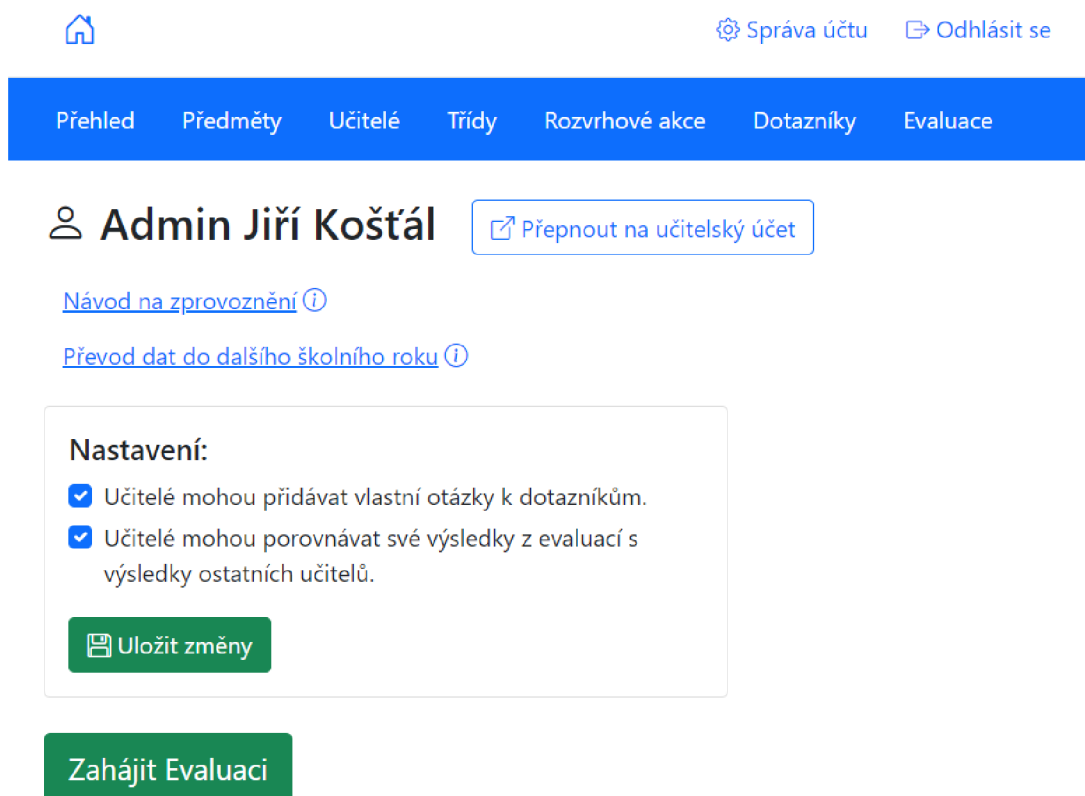 Správa účtu Odhlásit se
Přehled Předměty Učitelé Třídy Rozvrhové akce Dotazníky Evaluace
Admin Jiří Košťál Přepnout na učitelský účet
Návod na zprovoznění
Převod dat do dalšího školního roku
Nastavení:
Učitelé mohou přidávat vlastní otázky k dotazníkům.
Učitelé mohou porovnávat své výsledky z evaluací s
výsledky ostatních učitelů.
Uložit změny
Zahájit Evaluaci